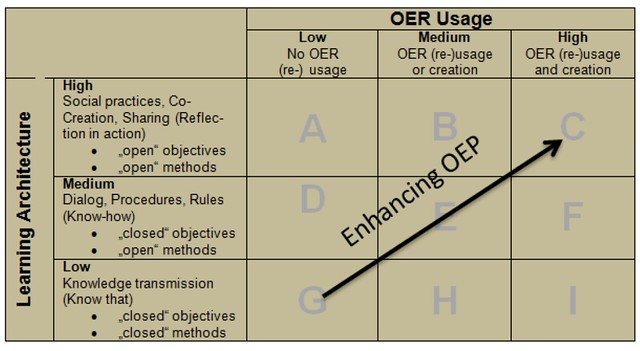 OER Usage
Low
No OER
(re-) usage
Medium
OER (re-)usage
or creation
High
OER (re-)usage
and creation
Learning Architecture
High
Social practices, Co-
Creation, Sharing (Reflec-
tion in action)
• „open“ objectives
• „open“ methods
A
B
C
Medium
Dialog, Procedures, Rules
(Know-how)
• „closed“ objectives
• „open“ methods
D
E
F
Low
Knowledge transmission
(Know that)
• „closed“ objectives
• „closed“ methods
G
H
I
Enhancing OEP